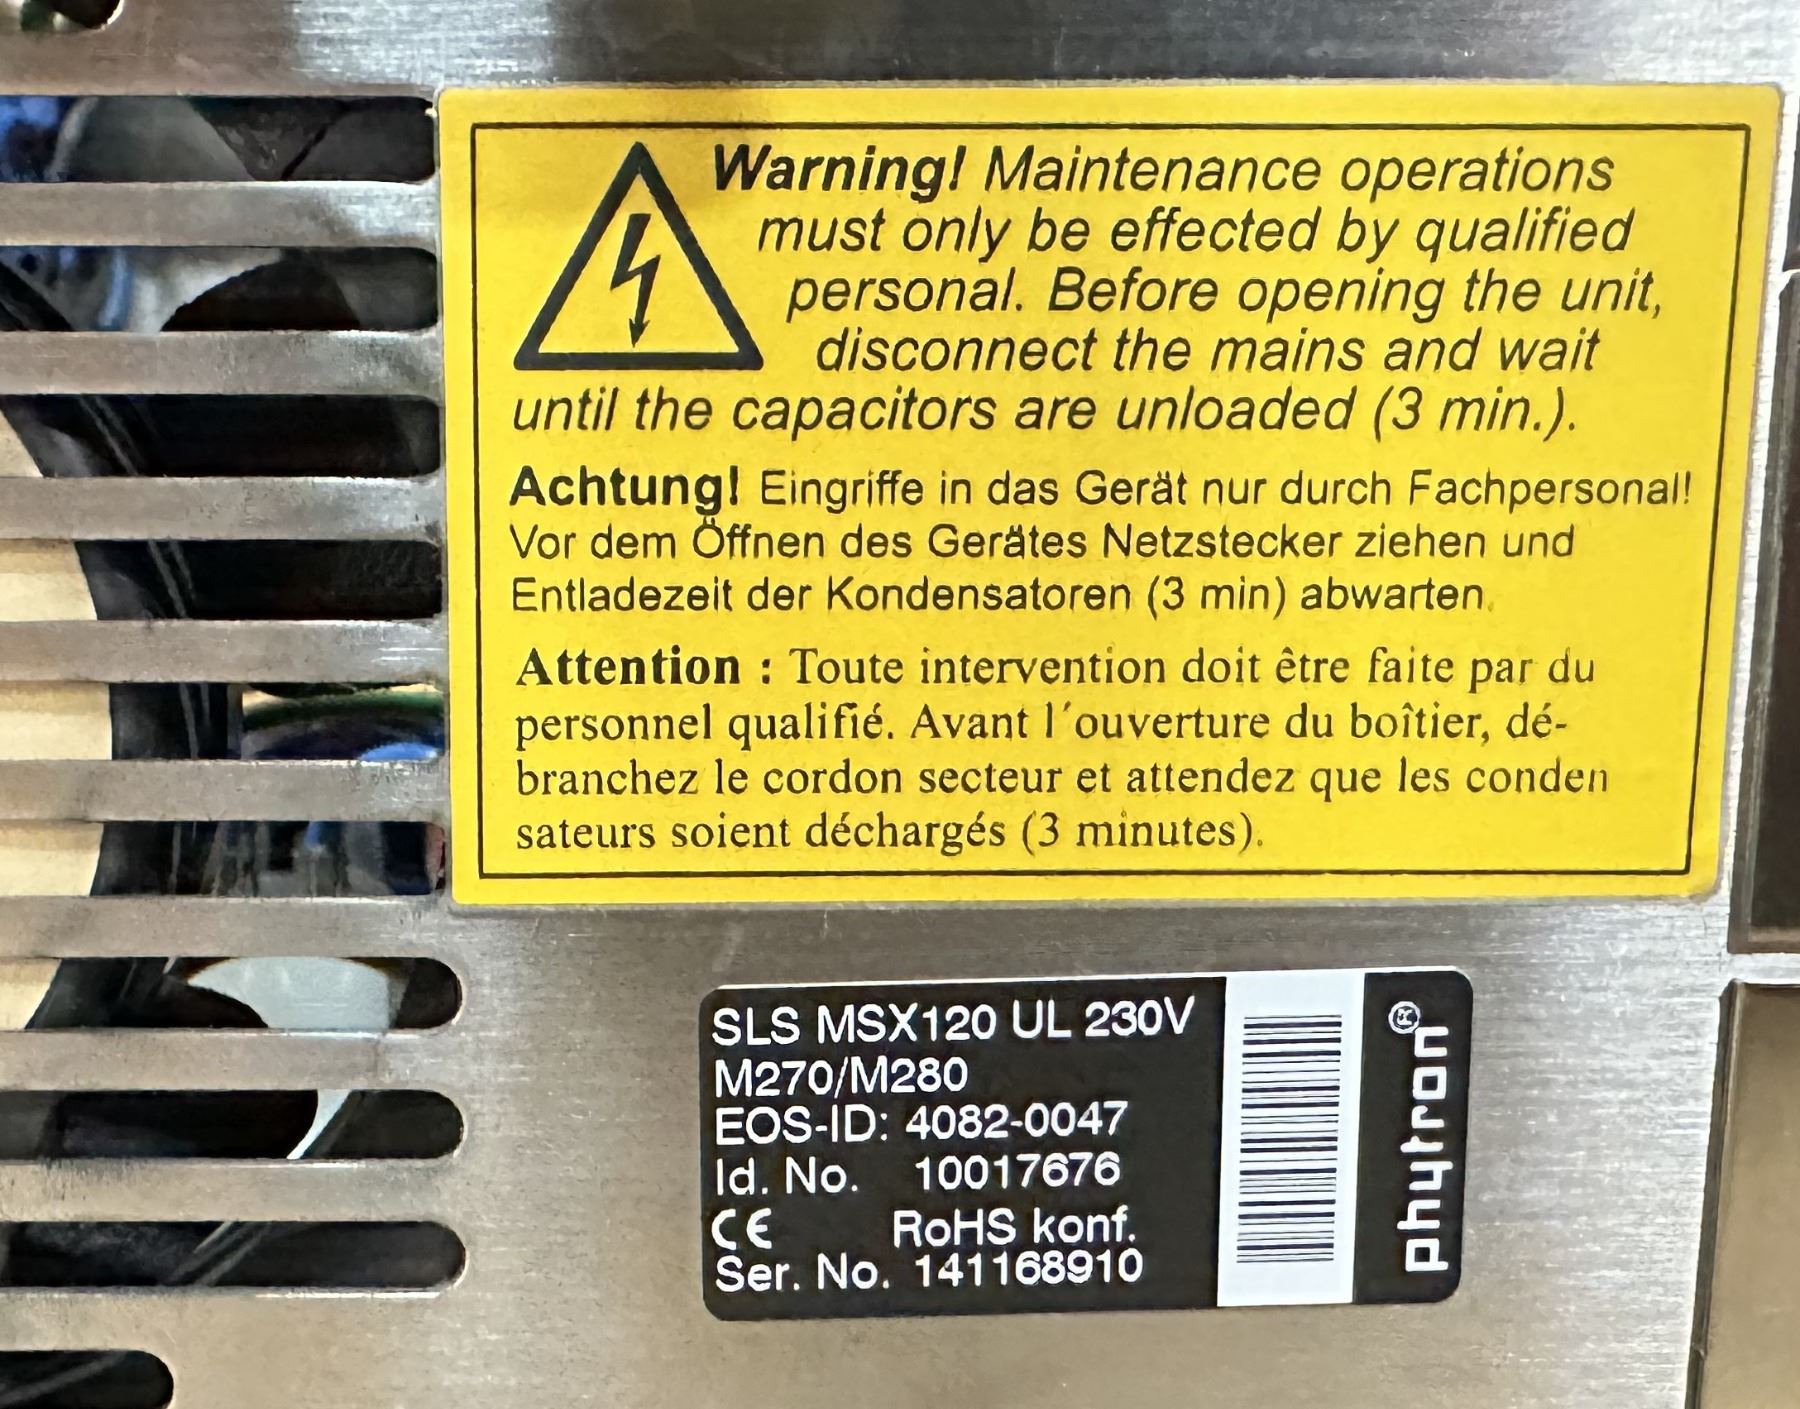 Warning! Maintenance operations
must only be effected by qualified
personal. Before opening the unit,
disconnect the mains and wait
until the capacitors are unloaded (3 min.).
Achtung! Eingriffe in das Gerät nur durch Fachpersonal!
Vor dem Öffnen des Gerätes Netzstecker ziehen und
Entladezeit der Kondensatoren (3 min) abwarten.
Attention : Toute intervention doit être faite par du
personnel qualifié. Avant l´ouverture du boîtier, dé-
branchez le cordon secteur et attendez que les conden
sateurs soient déchargés (3 minutes).
SLS MSX120 UL 230V
M270/M280
EOS-ID: 4082-0047
Id. No. 10017676
CE RoHS konf.
Ser. No. 141168910
phytron®